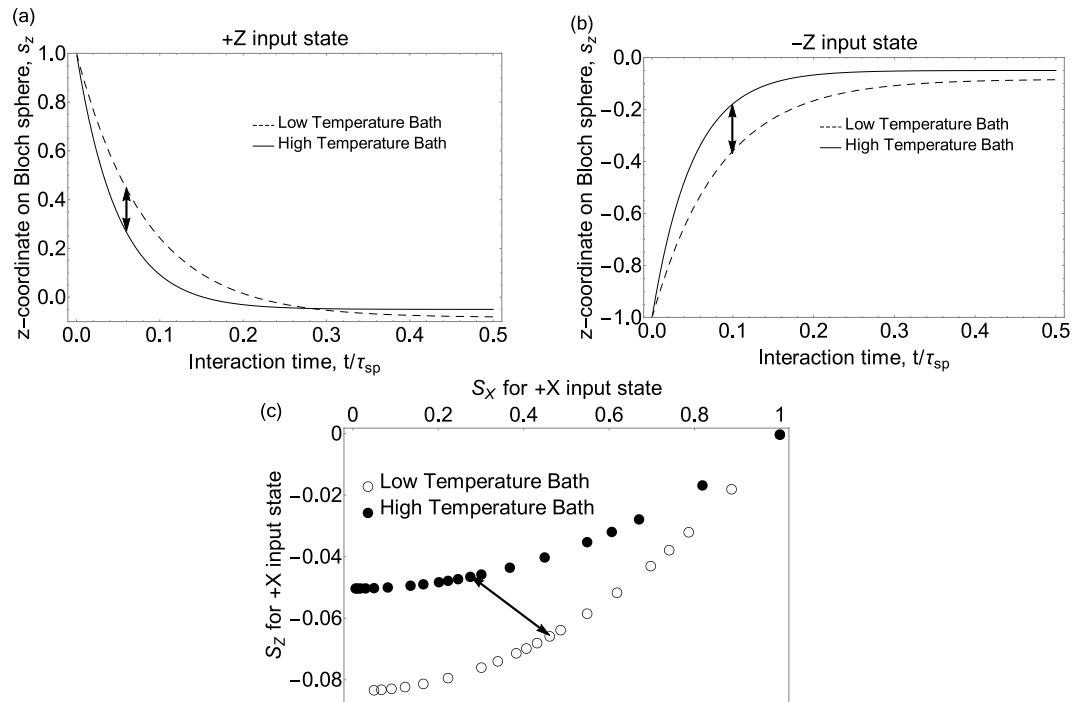 (a)
+Z input state
z−coordinate on Bloch sphere, s_z
1.0
0.8
0.6
0.4
0.2
0.0
Low Temperature Bath
High Temperature Bath
0.0 0.1 0.2 0.3 0.4 0.5
Interaction time, t/τ_sp
(b)
−Z input state
z−coordinate on Bloch sphere, s_z
−0.0
−0.2
−0.4
−0.6
−0.8
−1.0
Low Temperature Bath
High Temperature Bath
0.0 0.1 0.2 0.3 0.4 0.5
Interaction time, t/τ_sp
(c)
S_X for +X input state
0 0.2 0.4 0.6 0.8 1
S_Z for +X input state
0
−0.02
−0.04
−0.06
−0.08
Low Temperature Bath
High Temperature Bath